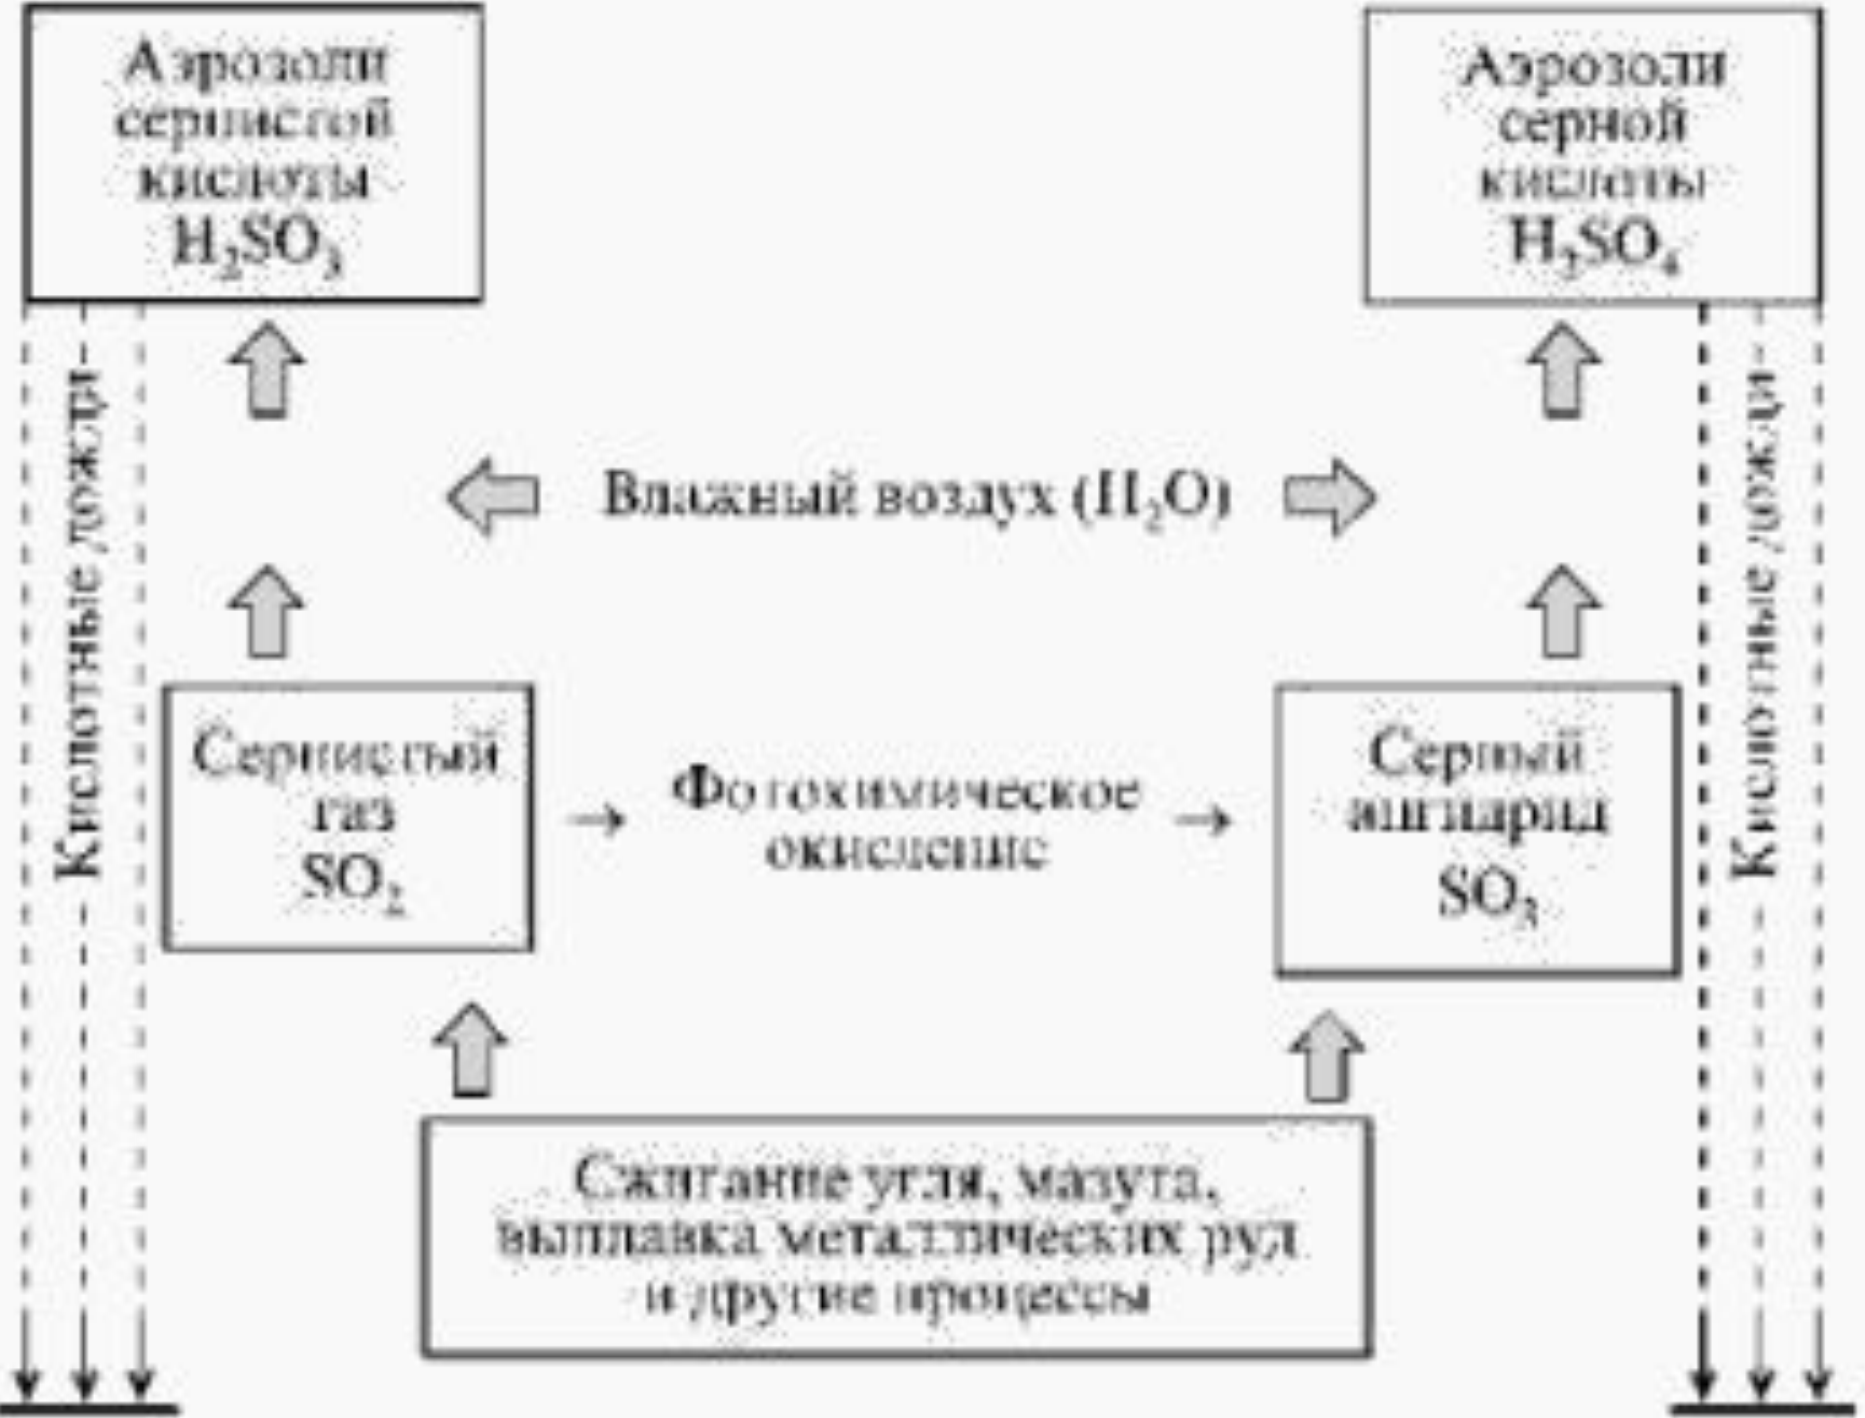 Аэрозоли
сернистой
кислоты
H₂SO₃
Аэрозоли
серной
кислоты
H₂SO₄
Кислотные дожди
Влажный воздух (H₂O)
Кислотные дожди
Сернистый
газ
SO₂
Фотохимическое
окисление
Серный
ангидрид
SO₃
Сжигание угля, мазута,
выплавка металлических руд
и другие процессы